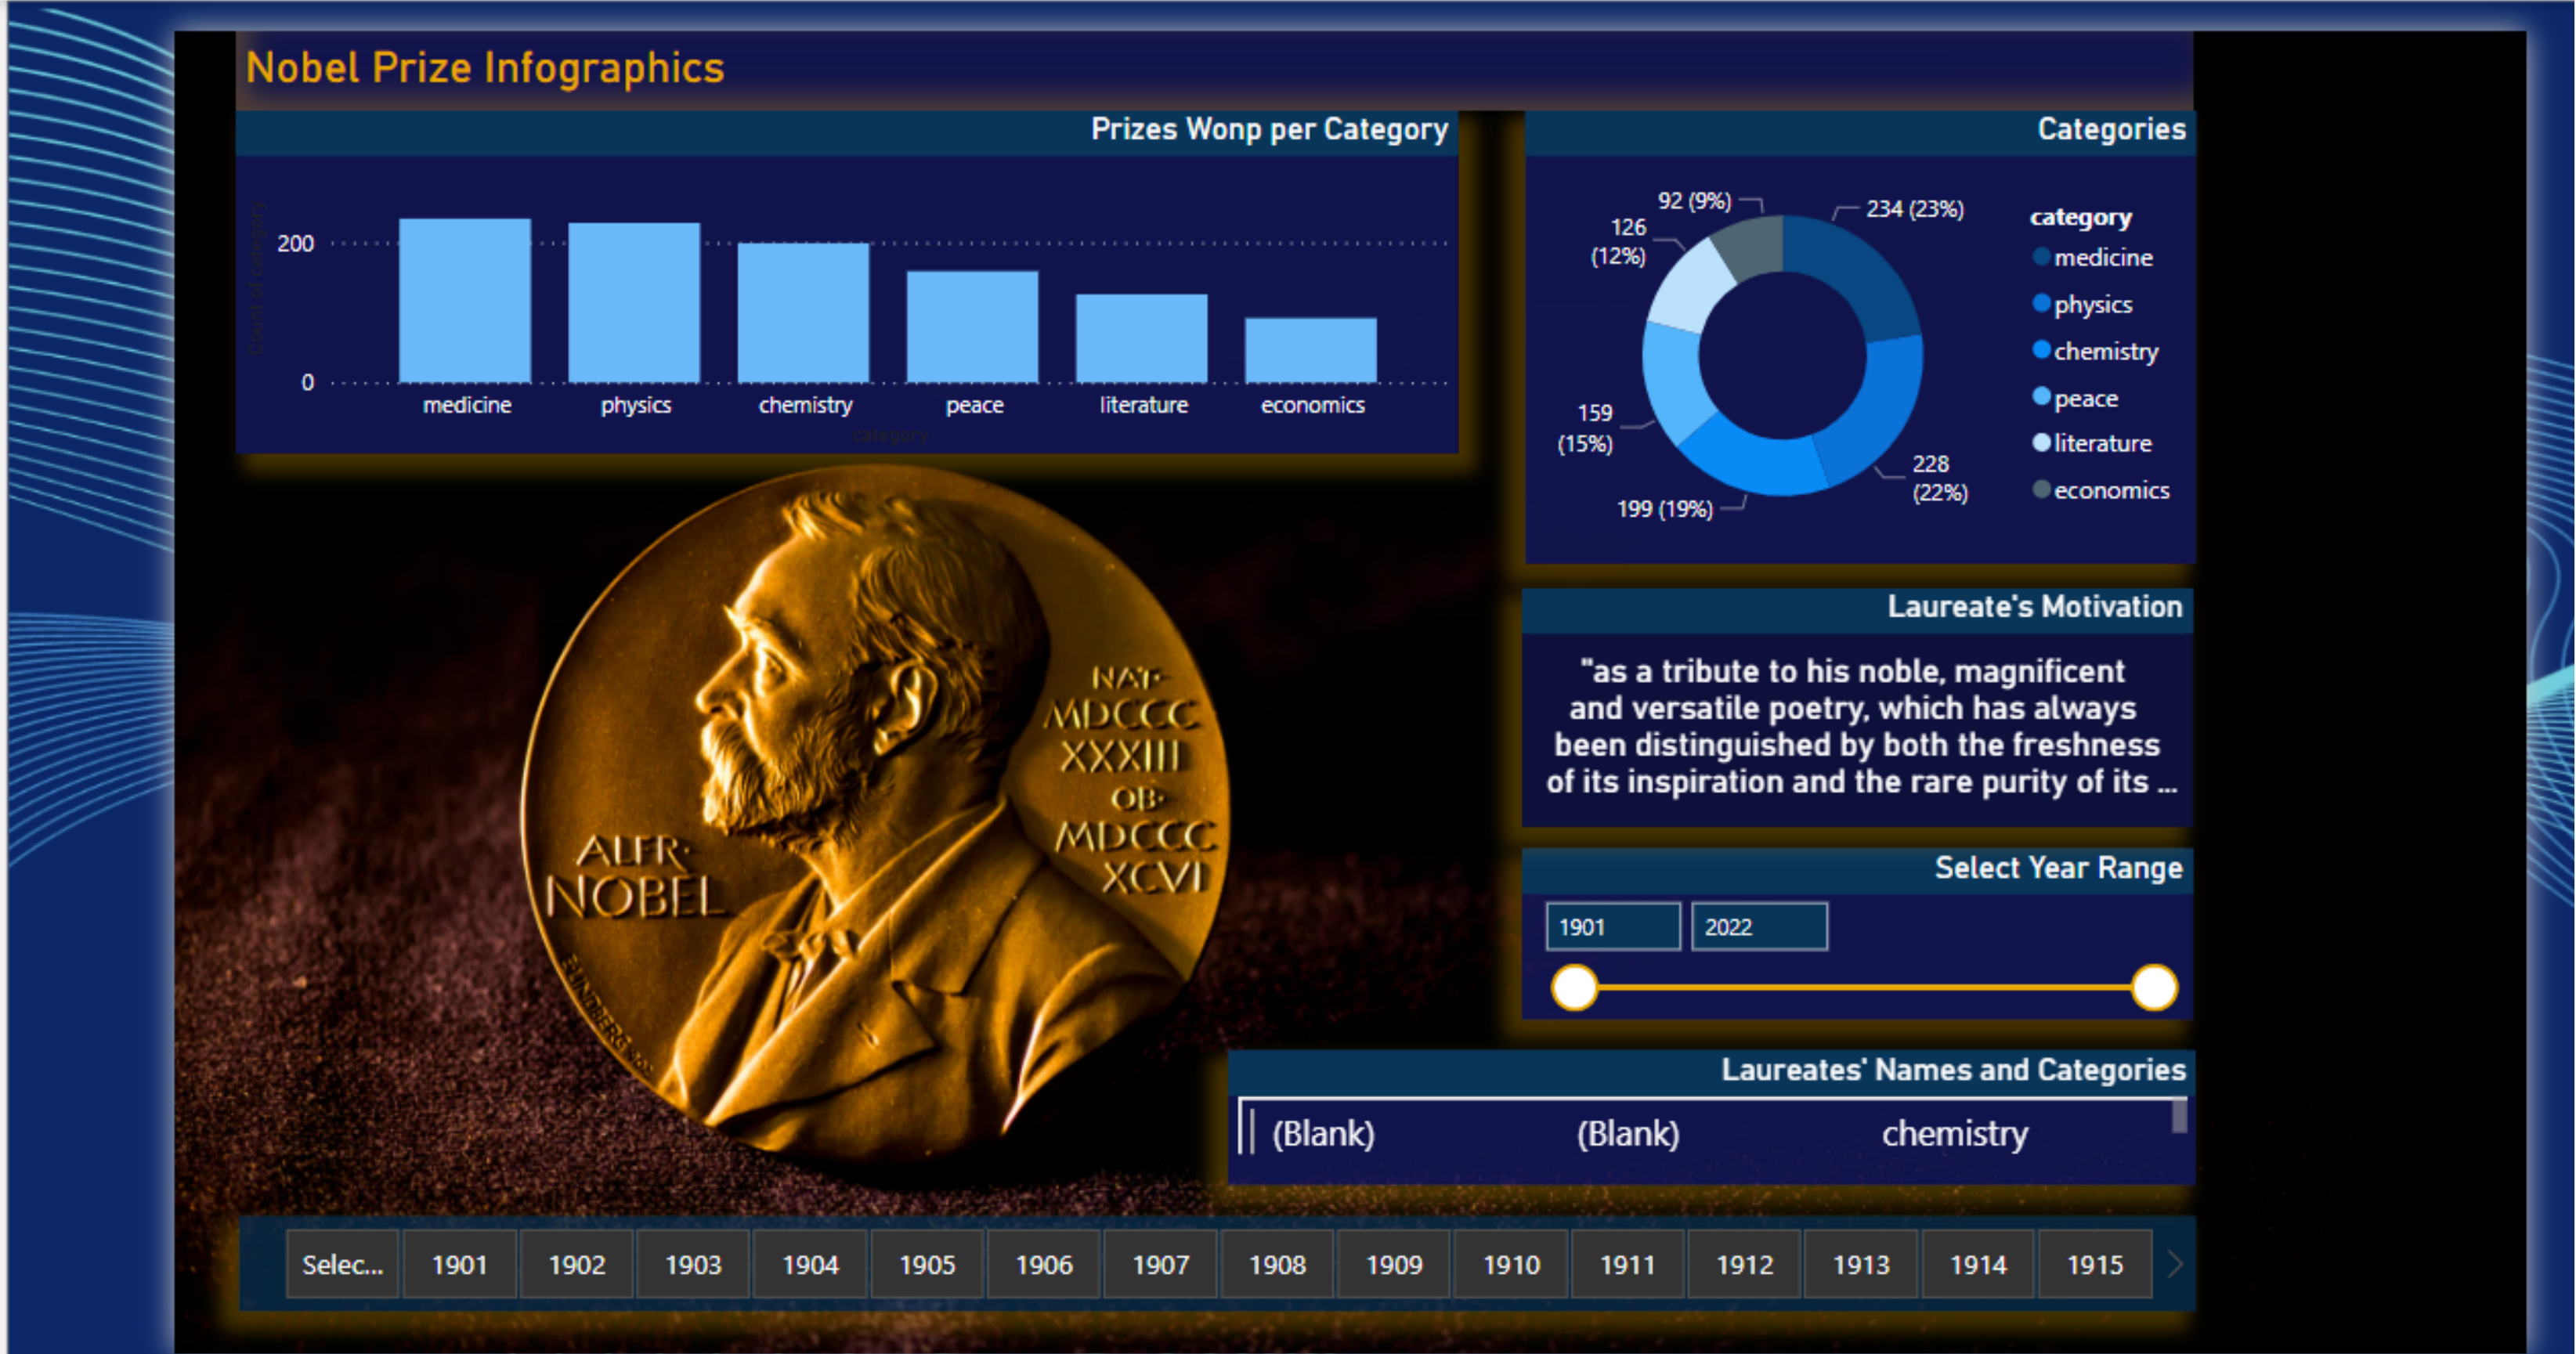 Nobel Prize Infographics
Prizes Wonp per Category
Count of category
200
0
medicine
physics
chemistry
peace
literature
economics
category
Categories
92 (9%)
234 (23%)
126
(12%)
159
(15%)
228
(22%)
199 (19%)
category
medicine
physics
chemistry
peace
literature
economics
ALFR·
NOBEL
NAT·
MDCCC
XXXIII
OB·
MDCCC
XCVI
Laureate's Motivation
"as a tribute to his noble, magnificent
and versatile poetry, which has always
been distinguished by both the freshness
of its inspiration and the rare purity of its ...
Select Year Range
1901
2022
Laureates' Names and Categories
(Blank)
(Blank)
chemistry
Selec...
1901
1902
1903
1904
1905
1906
1907
1908
1909
1910
1911
1912
1913
1914
1915